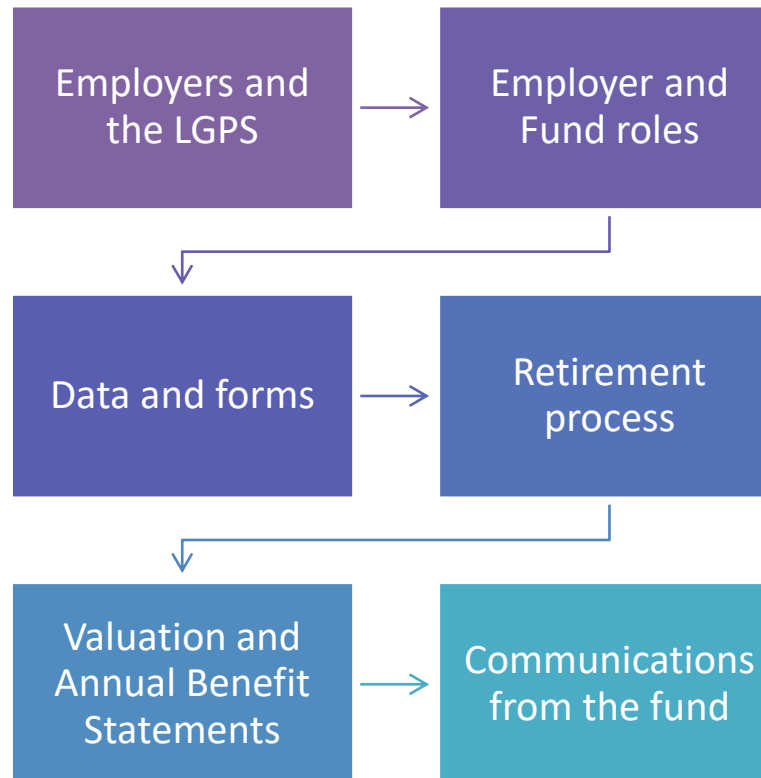 Employers and
the LGPS
Employer and
Fund roles
Data and forms
Retirement
process
Valuation and
Annual Benefit
Statements
Communications
from the fund